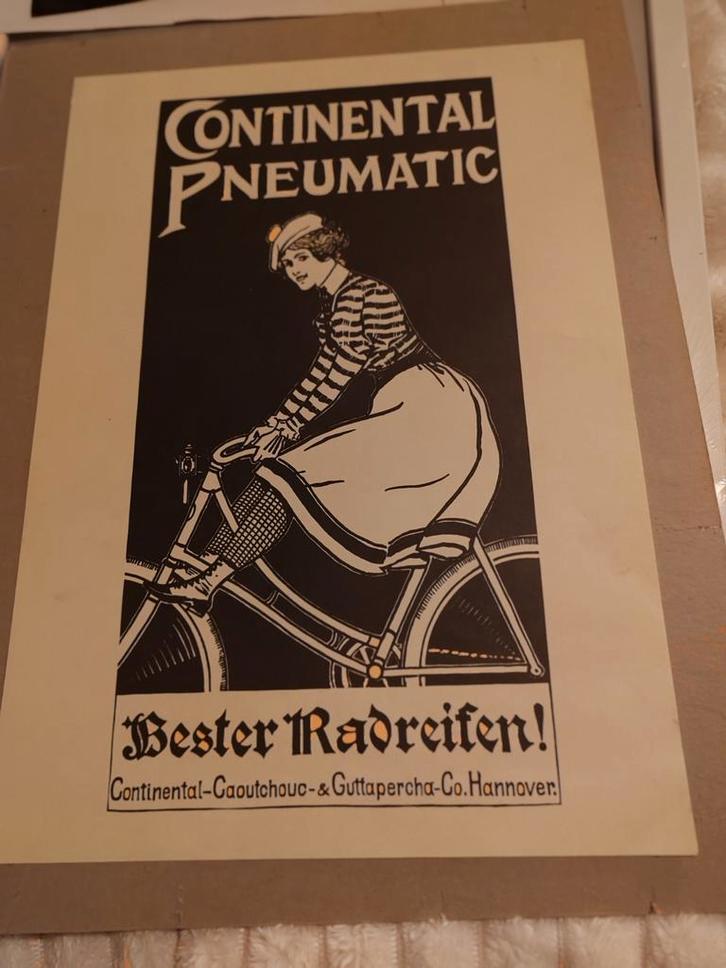 CONTINENTAL
PNEUMATIC
Bester Radreifen!
Continental-Caoutchouc-&Guttapercha-Co.Hannover.